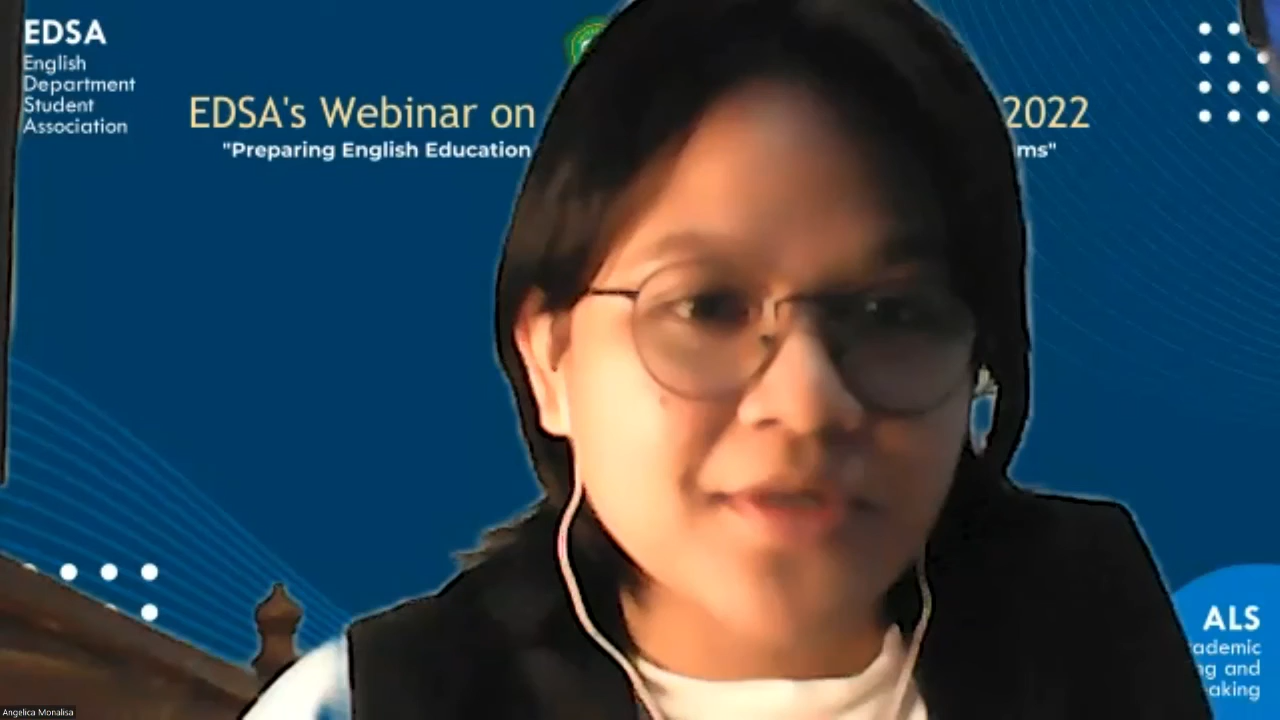 EDSA
English
Department
Student
Association
EDSA's Webinar on 2022
"Preparing English Education ms"
ALS
ademic
ng and
aking
Angelica Monalisa